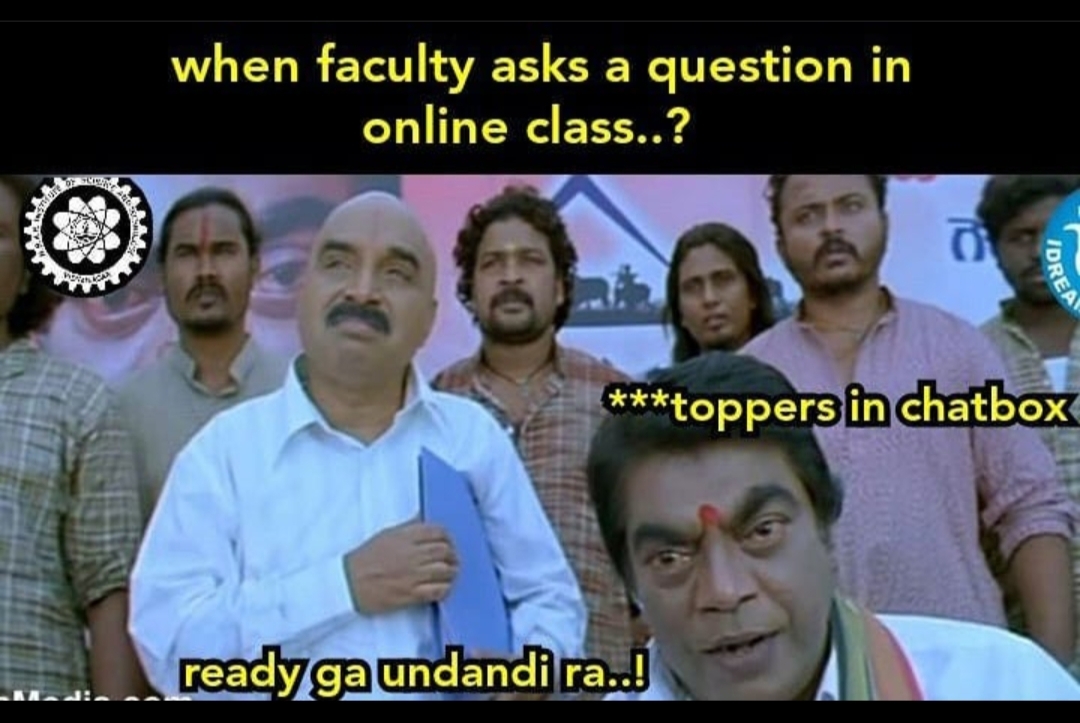 when faculty asks a question in
online class..?
***toppers in chatbox
ready ga undandi ra..!